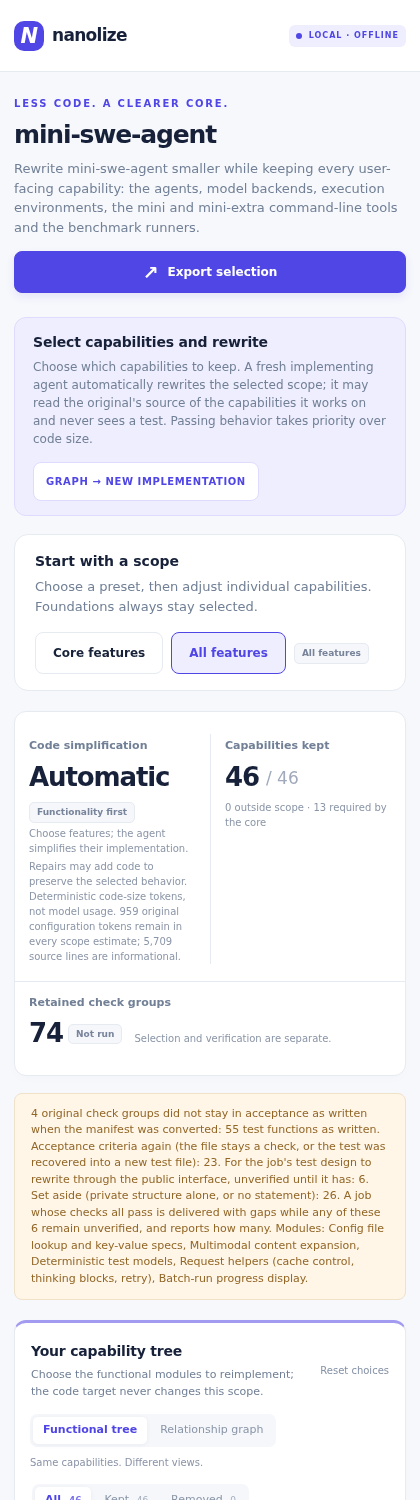 N nanolize
LOCAL · OFFLINE
LESS CODE. A CLEARER CORE.
mini-swe-agent
Rewrite mini-swe-agent smaller while keeping every user-
facing capability: the agents, model backends, execution
environments, the mini and mini-extra command-line tools
and the benchmark runners.
↗ Export selection
Select capabilities and rewrite
Choose which capabilities to keep. A fresh implementing
agent automatically rewrites the selected scope; it may
read the original's source of the capabilities it works on
and never sees a test. Passing behavior takes priority over
code size.
GRAPH → NEW IMPLEMENTATION
Start with a scope
Choose a preset, then adjust individual capabilities.
Foundations always stay selected.
Core features
All features
All features
Code simplification
Automatic
Functionality first
Choose features; the agent
simplifies their implementation.
Repairs may add code to
preserve the selected behavior.
Deterministic code-size tokens,
not model usage. 959 original
configuration tokens remain in
every scope estimate; 5,709
source lines are informational.
Capabilities kept
46 / 46
0 outside scope · 13 required by
the core
Retained check groups
74 Not run Selection and verification are separate.
4 original check groups did not stay in acceptance as written
when the manifest was converted: 55 test functions as written.
Acceptance criteria again (the file stays a check, or the test was
recovered into a new test file): 23. For the job's test design to
rewrite through the public interface, unverified until it has: 6.
Set aside (private structure alone, or no statement): 26. A job
whose checks all pass is delivered with gaps while any of these
6 remain unverified, and reports how many. Modules: Config file
lookup and key-value specs, Multimodal content expansion,
Deterministic test models, Request helpers (cache control,
thinking blocks, retry), Batch-run progress display.
Your capability tree
Choose the functional modules to reimplement;
the code target never changes this scope.
Reset choices
Functional tree
Relationship graph
Same capabilities. Different views.
All 46 Kept 46 Removed 0